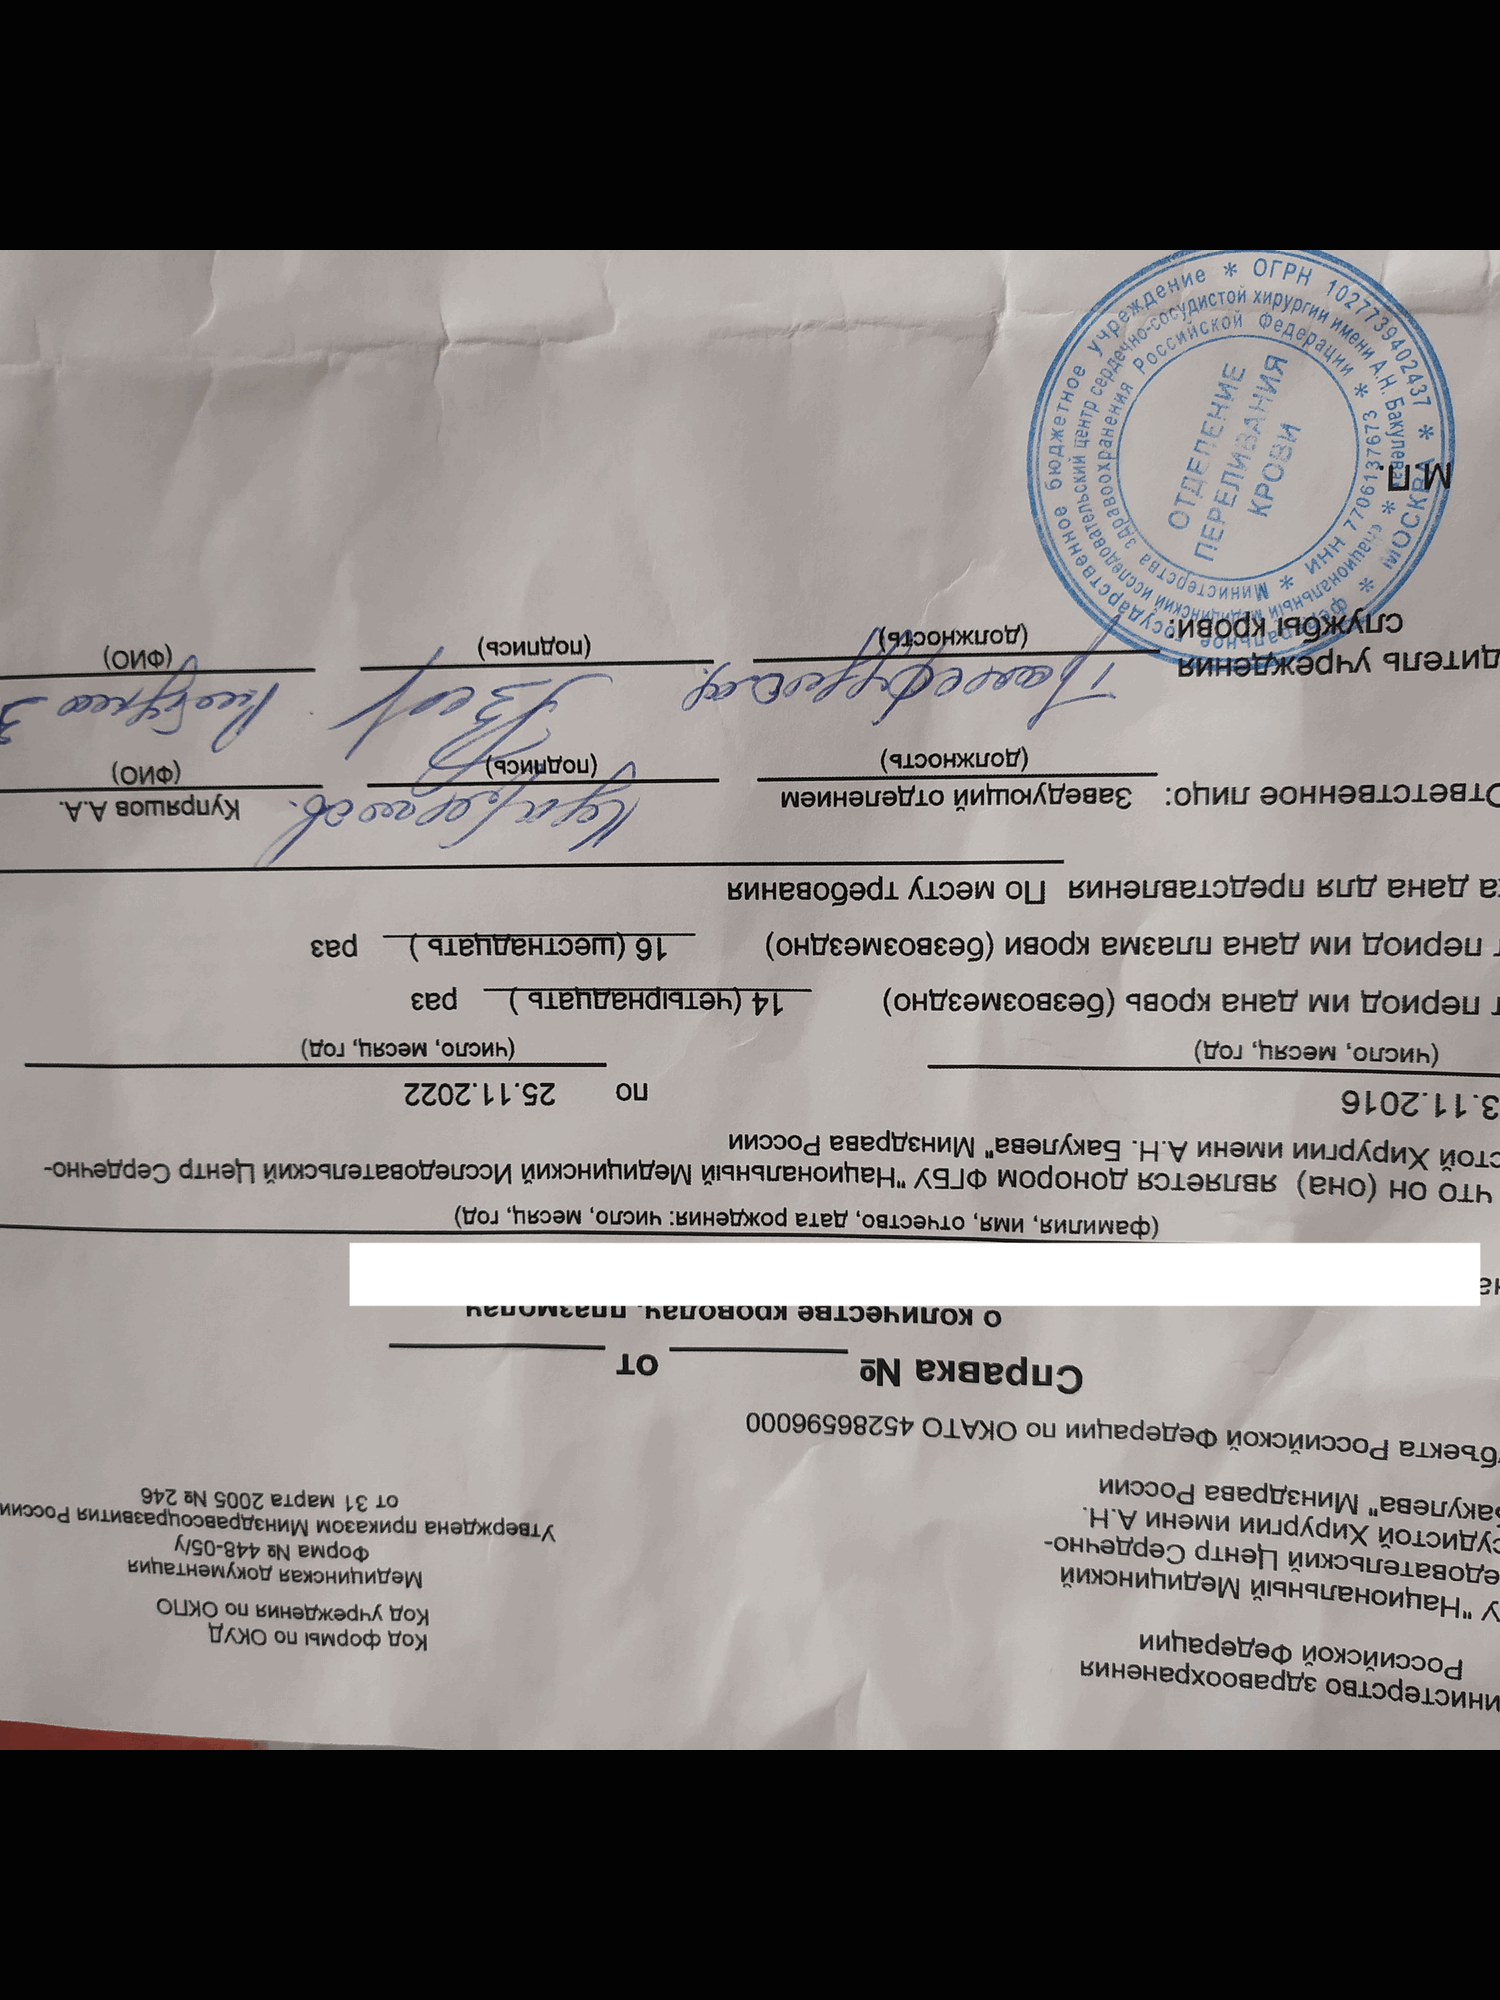 инистерство здравоохранения
Российской Федерации
У "Национальный Медицинский
едовательский Центр Сердечно-
судистой Хирургии имени А.Н.
Бакулева" Минздрава России
бъекта Российской Федерации по ОКАТО 45286596000
Код формы по ОКУД
Код учреждения по ОКПО
Медицинская документация
Форма № 448-05/у
Утверждена приказом Минздравсоцразвития России
от 31 марта 2005 № 246
Справка № от
о количестве кроводач, плазмодач
(фамилия, имя, отчество, дата рождения: число, месяц, год)
что он (она) является донором ФГБУ "Национальный Медицинский Исследовательский Центр Сердечно-
стой Хирургии имени А.Н. Бакулева" Минздрава России
3.11.2016 по 25.11.2022
(число, месяц, год) (число, месяц, год)
т период им дана кровь (безвозмездно) 14 (четырнадцать ) раз
т период им дана плазма крови (безвозмездно) 16 (шестнадцать ) раз
ка дана для представления По месту требования
Ответственное лицо: Заведующий отделением Купряшов Купряшов А.А.
(должность) (подпись) (ФИО)
дитель учреждения Трансфузиолог
службы крови:
(должность) (подпись) (ФИО)
М.П.
Федеральное государственное бюджетное учреждение * ОГРН 1027739402437 * МОСКВА *
«Национальный медицинский исследовательский центр сердечно-сосудистой хирургии имени А.Н. Бакулева» *
Министерства здравоохранения Российской Федерации * ИНН 7706137673 *
ОТДЕЛЕНИЕ
ПЕРЕЛИВАНИЯ
КРОВИ